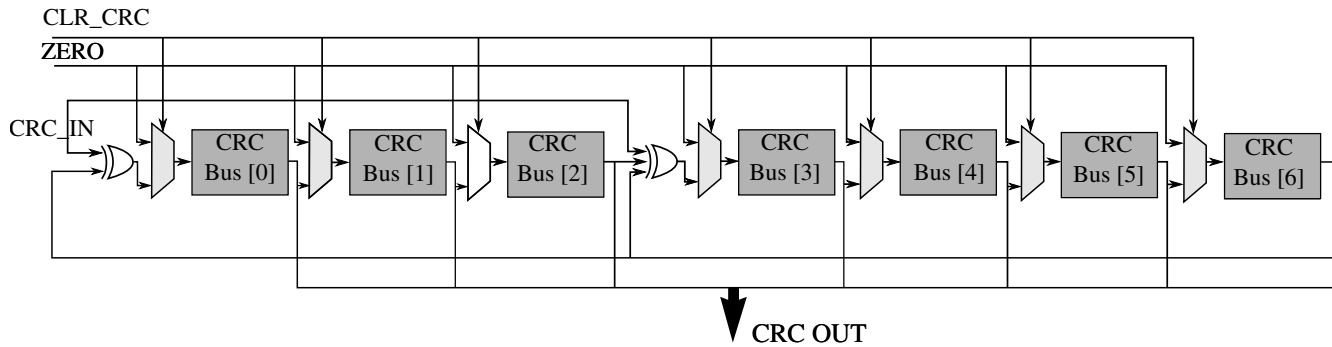 CLR_CRC
ZERO
CRC_IN
CRC
Bus [0]
CRC
Bus [1]
CRC
Bus [2]
CRC
Bus [3]
CRC
Bus [4]
CRC
Bus [5]
CRC
Bus [6]
CRC OUT